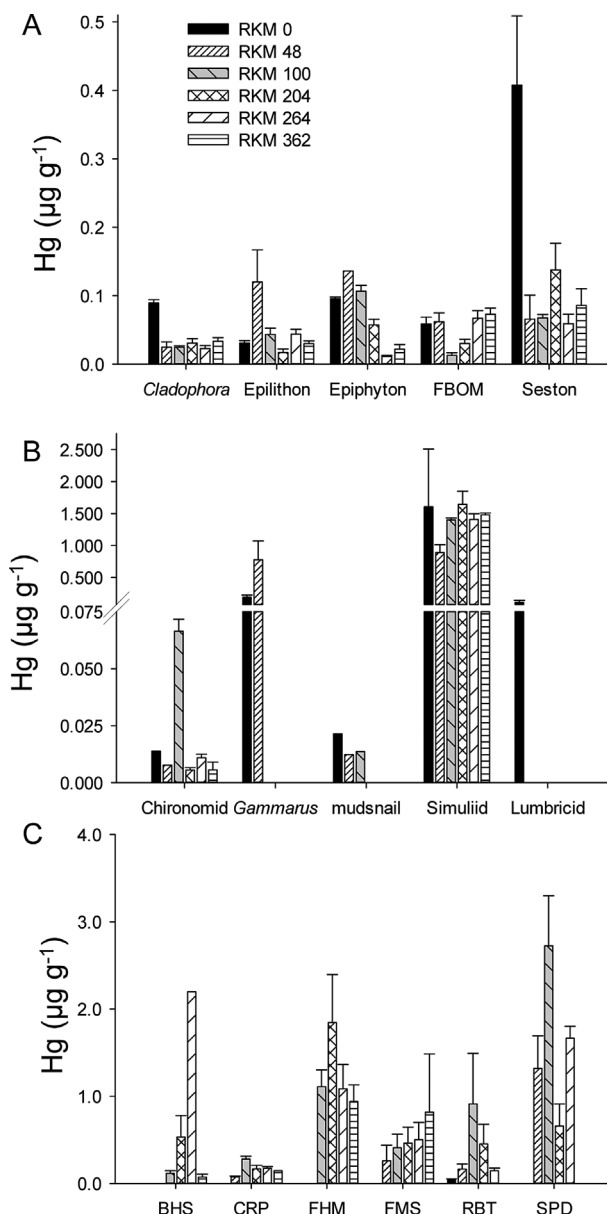 A
0.5
0.4
0.3
0.2
0.1
0.0
Hg (µg g⁻¹)
RKM 0
RKM 48
RKM 100
RKM 204
RKM 264
RKM 362
Cladophora Epilithon Epiphyton FBOM Seston
B
2.500
2.000
1.500
1.000
0.500
0.075
0.050
0.025
0.000
Hg (µg g⁻¹)
Chironomid Gammarus mudsnail Simuliid Lumbricid
C
4.0
3.0
2.0
1.0
0.0
Hg (µg g⁻¹)
BHS CRP FHM FMS RBT SPD